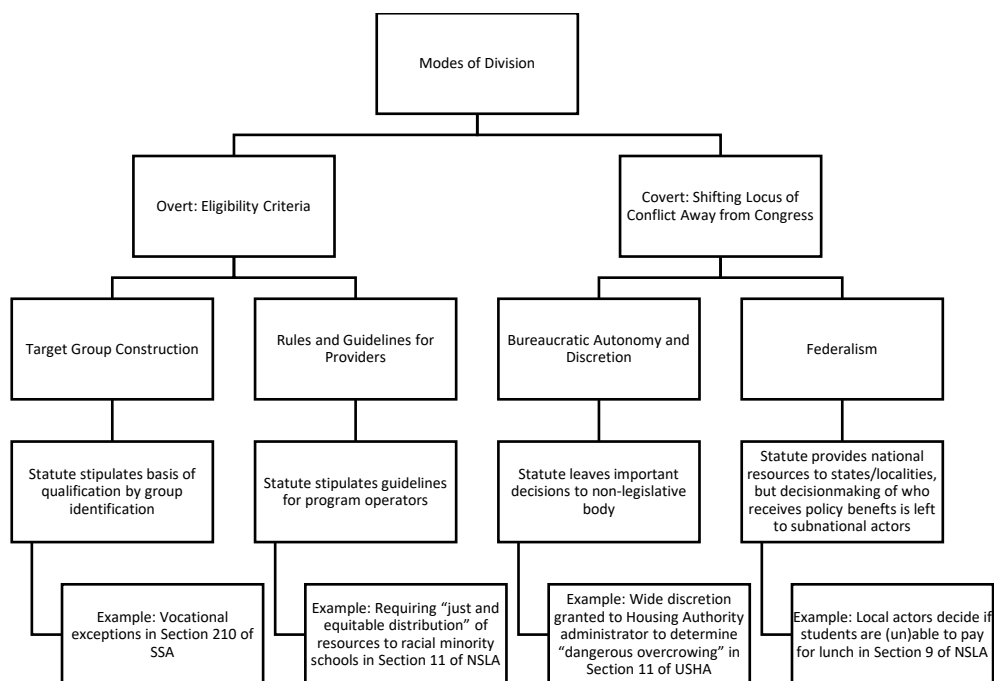 Modes of Division
Overt: Eligibility Criteria
Covert: Shifting Locus of
Conflict Away from Congress
Target Group Construction
Rules and Guidelines for
Providers
Bureaucratic Autonomy and
Discretion
Federalism
Statute stipulates basis of
qualification by group
identification
Statute stipulates guidelines
for program operators
Statute leaves important
decisions to non-legislative
body
Statute provides national
resources to states/localities,
but decisionmaking of who
receives policy benefts is left
to subnational actors
Example: Vocational
exceptions in Section 210 of
SSA
Example: Requiring “just and
equitable distribution” of
resources to racial minority
schools in Section 11 of NSLA
Example: Wide discretion
granted to Housing Authority
administrator to determine
“dangerous overcrowing” in
Section 11 of USHA
Example: Local actors decide if
students are (un)able to pay
for lunch in Section 9 of NSLA